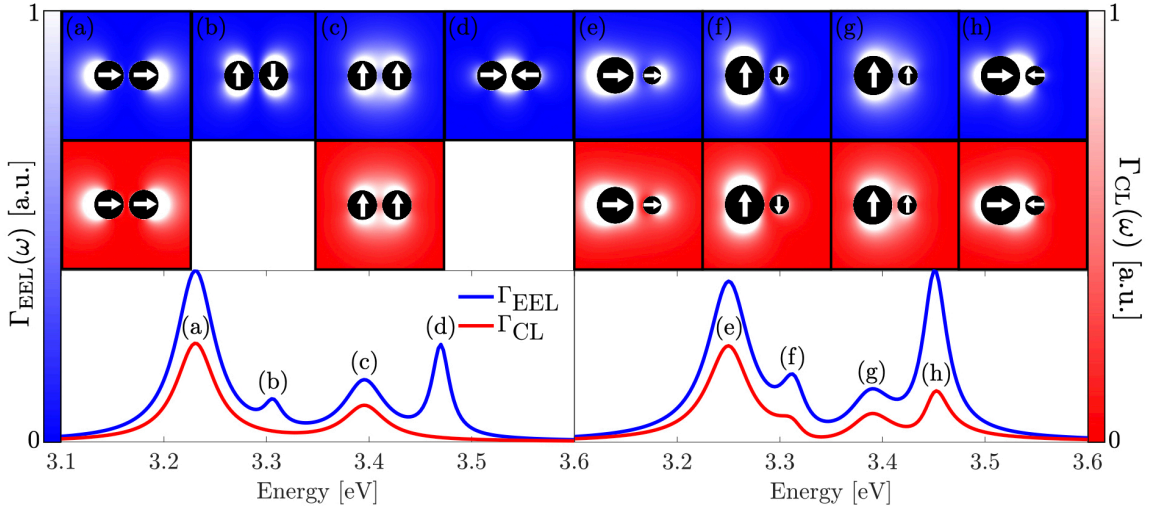 1
(a) (b) (c) (d) (e) (f) (g) (h)
1
Γ_EEL(ω) [a.u.]
Γ_CL(ω) [a.u.]
Γ_EEL
Γ_CL
(a)
(b)
(c)
(d)
(e)
(f)
(g)
(h)
0
0
3.1 3.2 3.3 3.4 3.5 3.6 3.2 3.3 3.4 3.5 3.6
Energy [eV]
Energy [eV]